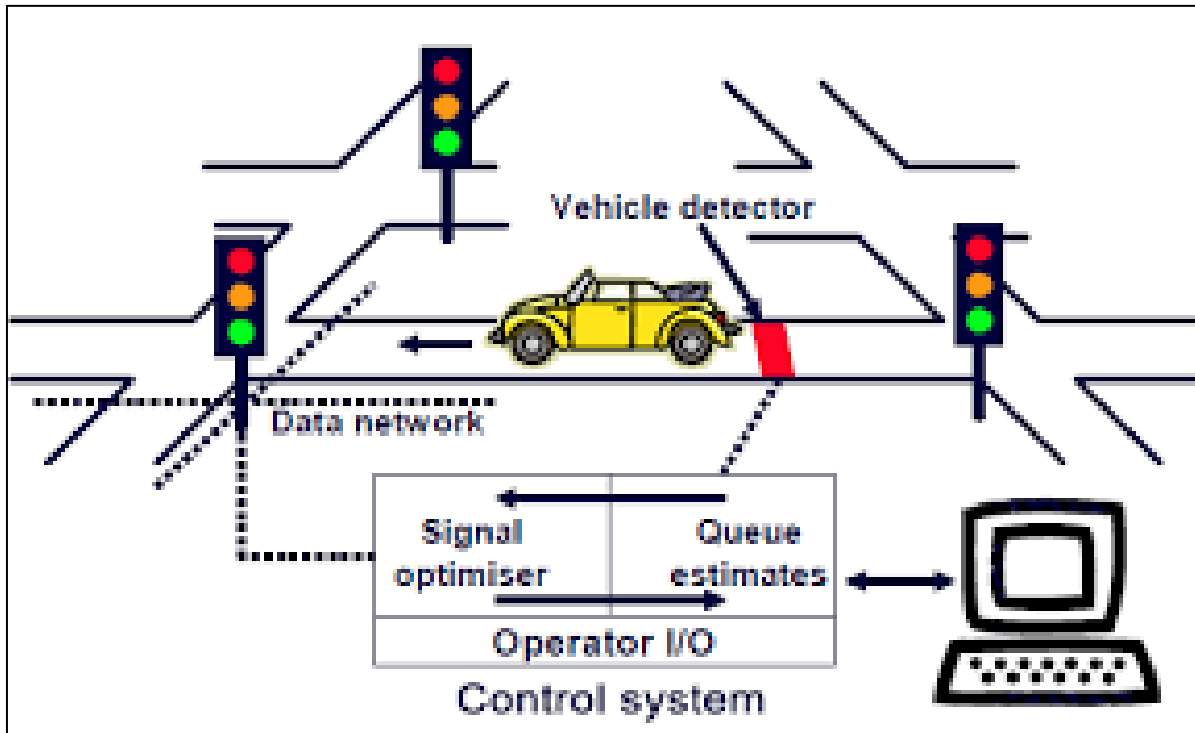 Vehicle detector
Data network
Signal
optimiser
Queue
estimates
Operator I/O
Control system